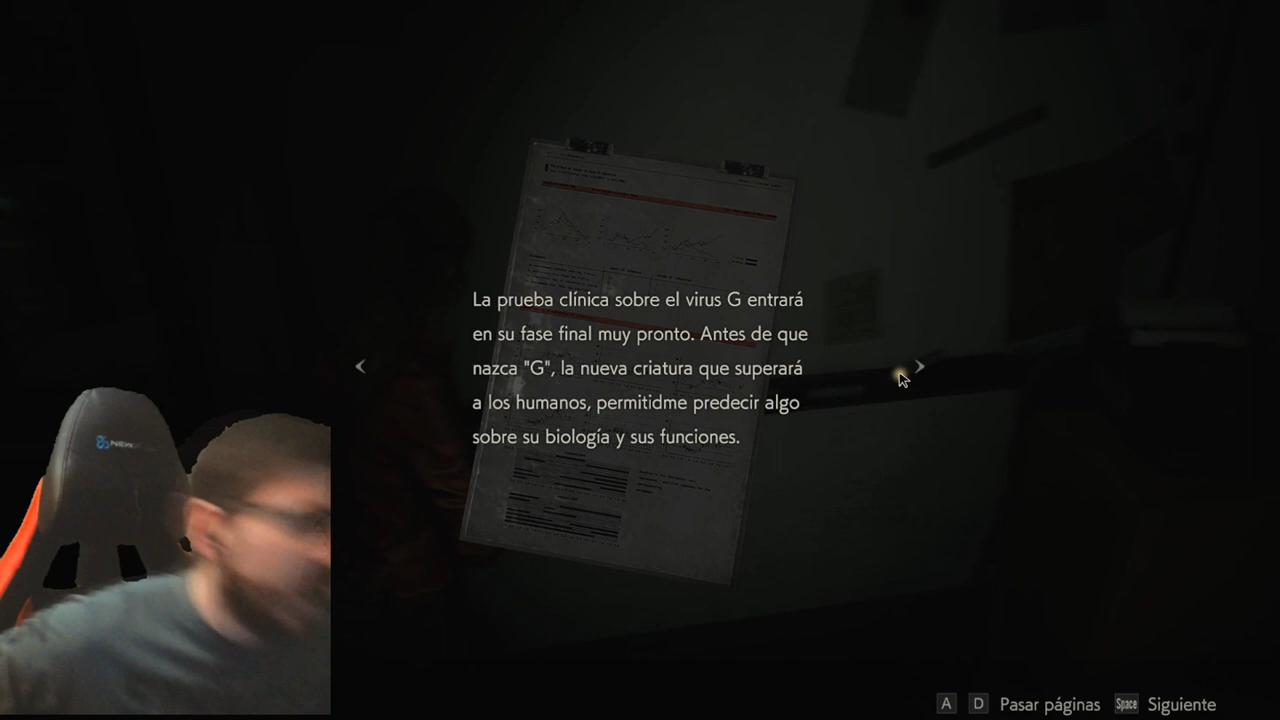 La prueba clínica sobre el virus G entrará
en su fase final muy pronto. Antes de que
nazca "G", la nueva criatura que superará
a los humanos, permitidme predecir algo
sobre su biología y sus funciones.
A D Pasar páginas Space Siguiente